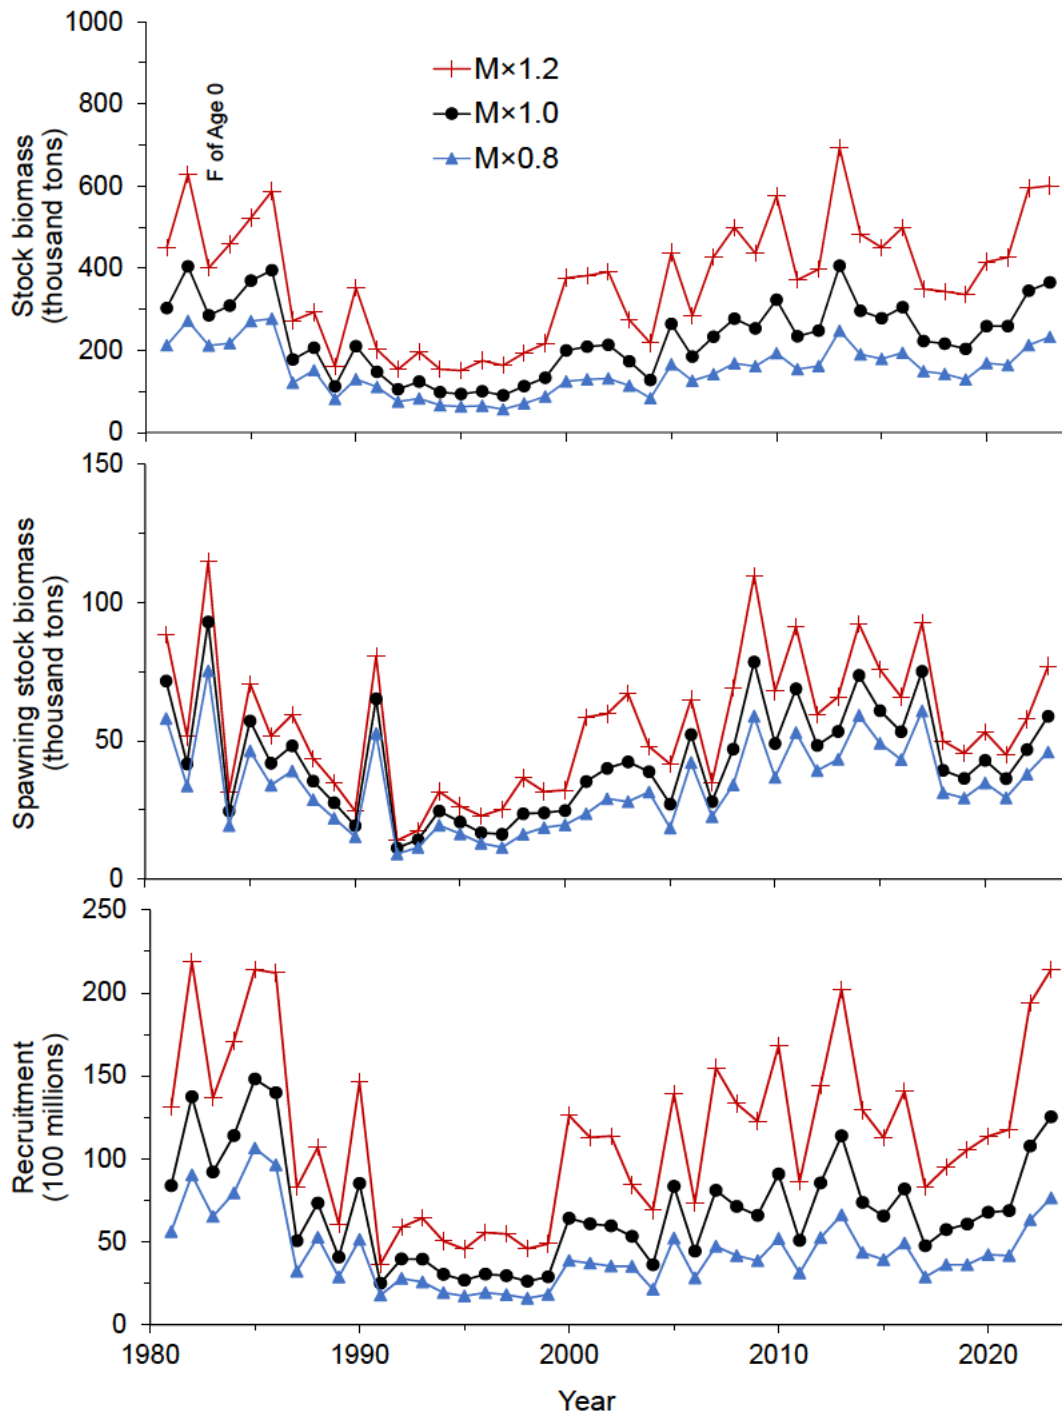 1000
800
600
400
200
0
Stock biomass
(thousand tons)
F of Age 0
M×1.2
M×1.0
M×0.8
150
100
50
0
Spawning stock biomass
(thousand tons)
250
200
150
100
50
0
Recruitment
(100 millions)
1980 1990 2000 2010 2020
Year